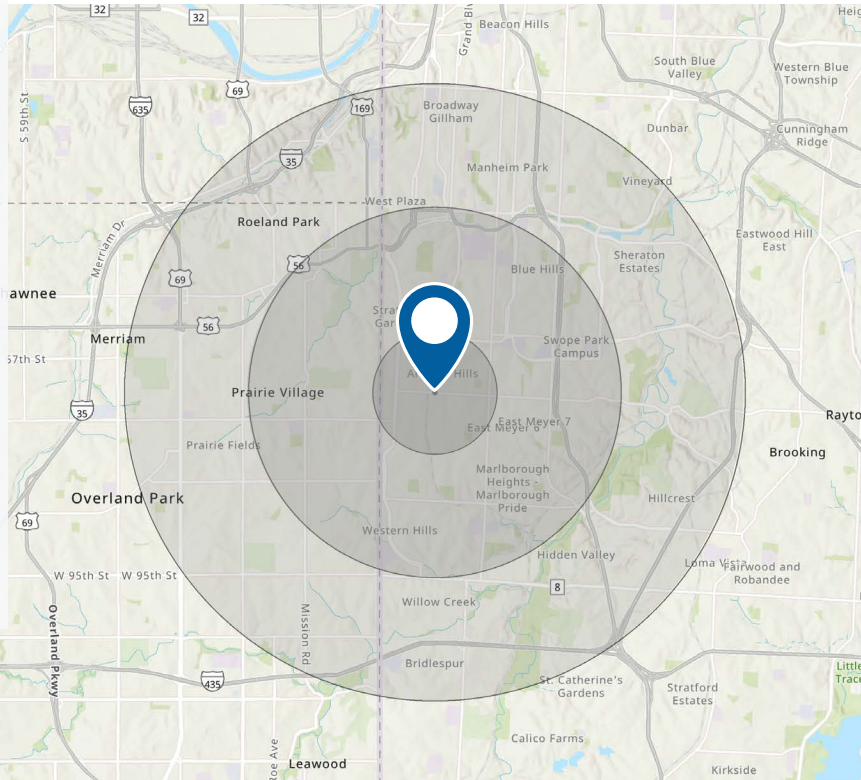 32
32
Beacon Hills
Grand Blv
Heig
69
South Blue
Valley
Western Blue
Township
635
169
Broadway
Gillham
S 59th St
Dunbar
Cunningham
Ridge
35
Manheim Park
Vineyard
West Plaza
Roeland Park
Merriam Dr
Eastwood Hill
East
56
Sheraton
Estates
69
Blue Hills
awnee
56
Merriam
Swope Park
Campus
57th St
Prairie Village
35
East Meyer 7
East Meyer 6
Rayto
Prairie Fields
Brooking
Marlborough
Heights -
Marlborough
Pride
Overland Park
Hillcrest
69
Western Hills
Hidden Valley
Loma Vista
Fairwood and
Robandee
W 95th St
W 95th St
8
Willow Creek
Overland Pkwy
Mission Rd
Bridlespur
435
St. Catherine's
Gardens
Stratford
Estates
Little
Trace
Calico Farms
Roe Ave
Leawood
Kirkside